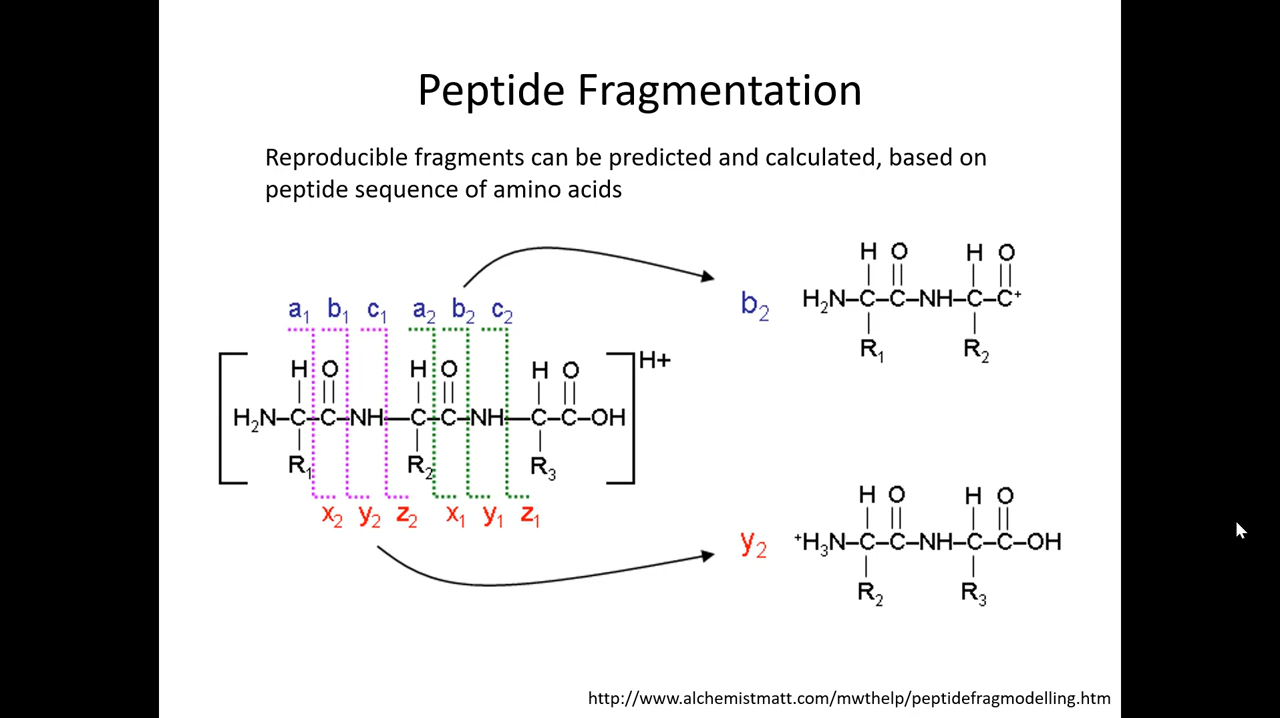 Peptide Fragmentation
Reproducible fragments can be predicted and calculated, based on
peptide sequence of amino acids
a₁ b₁ c₁ a₂ b₂ c₂
H O H O H O
H₂N–C–C–NH–C–C–NH–C–C–OH
R₁ R₂ R₃
H+
x₂ y₂ z₂ x₁ y₁ z₁
b₂
H O H O
H₂N–C–C–NH–C–C⁺
R₁ R₂
y₂
H O H O
⁺H₃N–C–C–NH–C–C–OH
R₂ R₃
http://www.alchemistmatt.com/mwthelp/peptidefragmodelling.htm